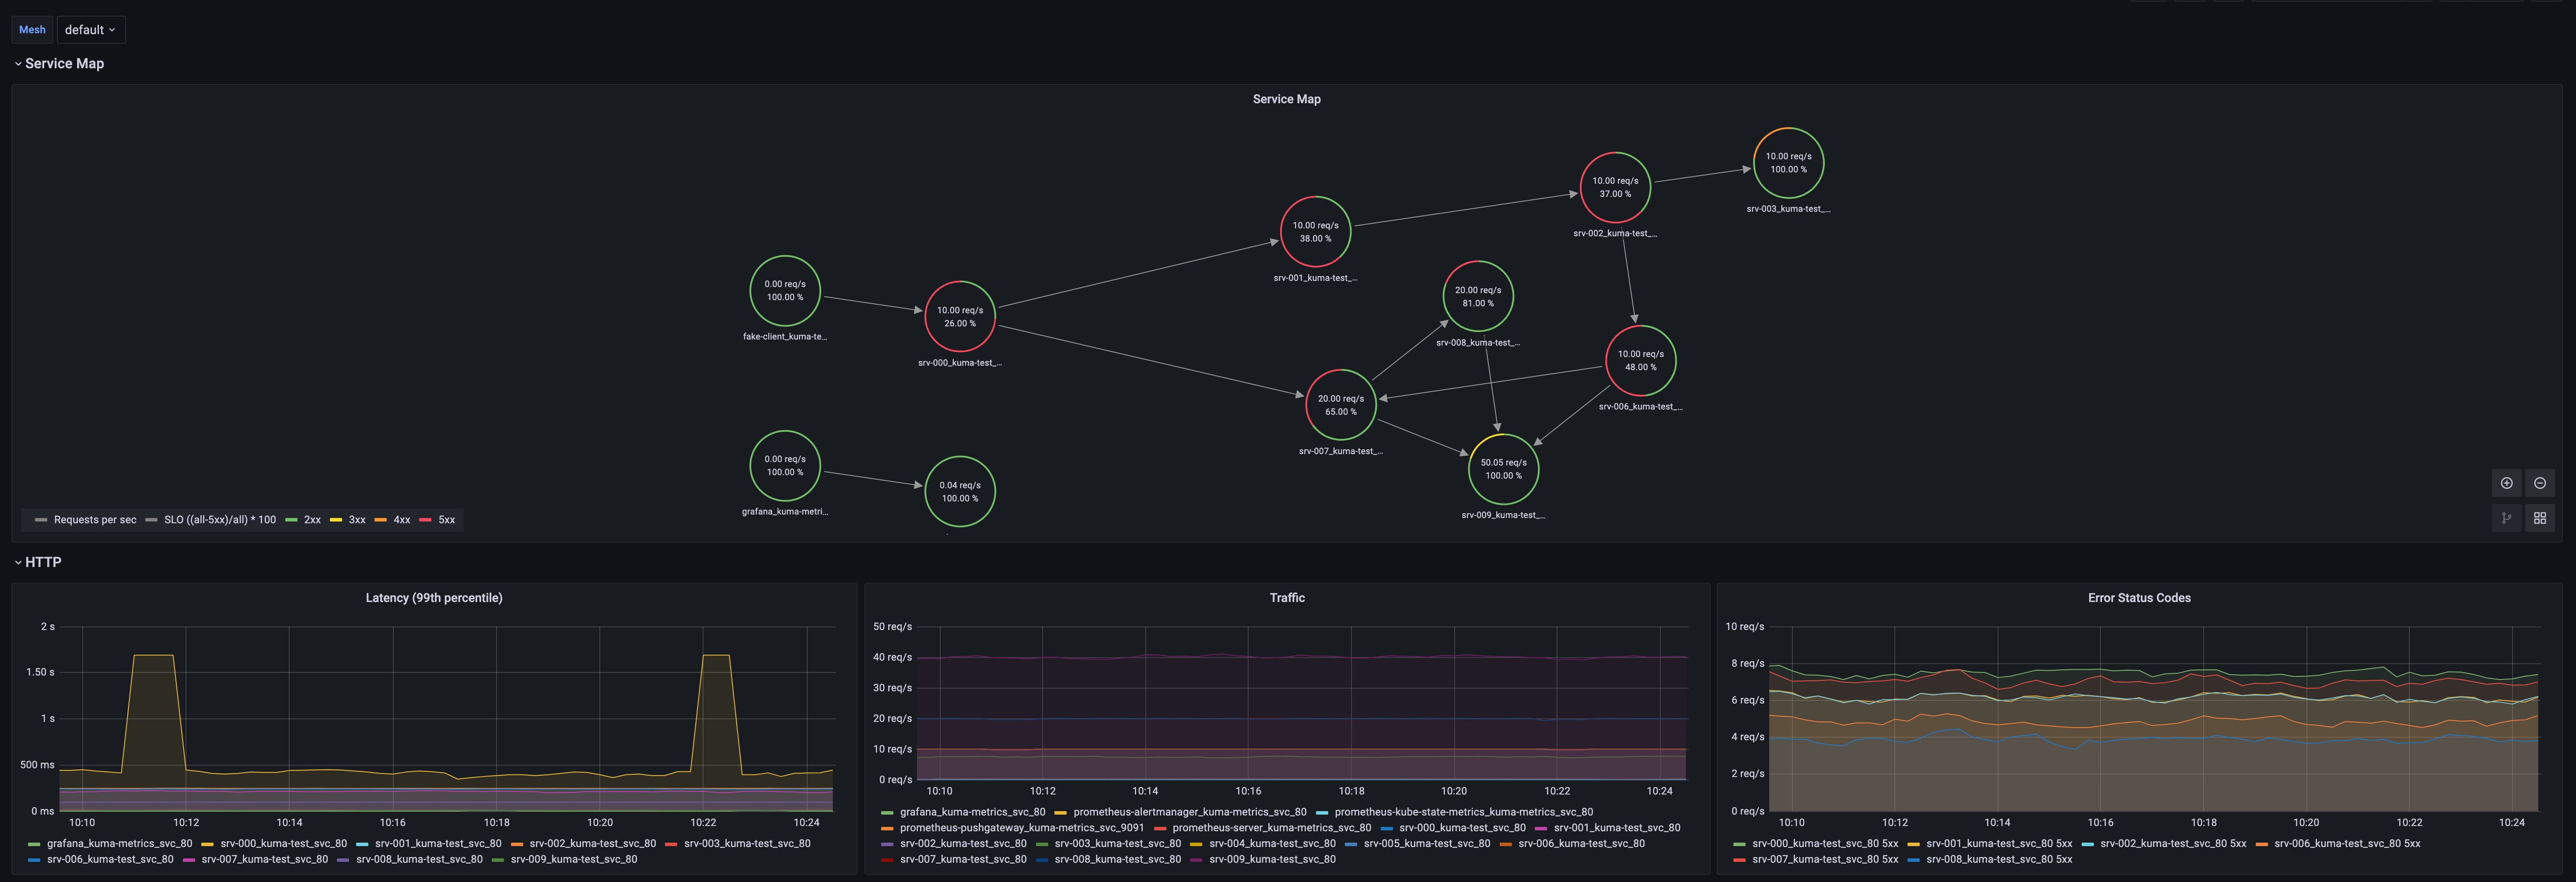 Mesh default
Service Map
Service Map
10.00 req/s
100.00 %
srv-003_kuma-test_...
10.00 req/s
37.00 %
srv-002_kuma-test_...
10.00 req/s
38.00 %
srv-001_kuma-test_...
0.00 req/s
100.00 %
fake-client_kuma-te...
10.00 req/s
26.00 %
srv-000_kuma-test_...
20.00 req/s
81.00 %
srv-008_kuma-test_...
10.00 req/s
48.00 %
srv-006_kuma-test_...
20.00 req/s
65.00 %
srv-007_kuma-test_...
50.05 req/s
100.00 %
srv-009_kuma-test_...
0.00 req/s
100.00 %
grafana_kuma-metri...
0.04 req/s
100.00 %
Requests per sec SLO ((all-5xx)/all) * 100 2xx 3xx 4xx 5xx
HTTP
Latency (99th percentile)
2 s
1.50 s
1 s
500 ms
0 ms
10:10 10:12 10:14 10:16 10:18 10:20 10:22 10:24
grafana_kuma-metrics_svc_80 srv-000_kuma-test_svc_80 srv-001_kuma-test_svc_80 srv-002_kuma-test_svc_80 srv-003_kuma-test_svc_80
srv-006_kuma-test_svc_80 srv-007_kuma-test_svc_80 srv-008_kuma-test_svc_80 srv-009_kuma-test_svc_80
Traffic
50 req/s
40 req/s
30 req/s
20 req/s
10 req/s
0 req/s
10:10 10:12 10:14 10:16 10:18 10:20 10:22 10:24
grafana_kuma-metrics_svc_80 prometheus-alertmanager_kuma-metrics_svc_80 prometheus-kube-state-metrics_kuma-metrics_svc_80
prometheus-pushgateway_kuma-metrics_svc_9091 prometheus-server_kuma-metrics_svc_80 srv-000_kuma-test_svc_80 srv-001_kuma-test_svc_80
srv-002_kuma-test_svc_80 srv-003_kuma-test_svc_80 srv-004_kuma-test_svc_80 srv-005_kuma-test_svc_80 srv-006_kuma-test_svc_80
srv-007_kuma-test_svc_80 srv-008_kuma-test_svc_80 srv-009_kuma-test_svc_80
Error Status Codes
10 req/s
8 req/s
6 req/s
4 req/s
2 req/s
0 req/s
10:10 10:12 10:14 10:16 10:18 10:20 10:22 10:24
srv-000_kuma-test_svc_80 5xx srv-001_kuma-test_svc_80 5xx srv-002_kuma-test_svc_80 5xx srv-006_kuma-test_svc_80 5xx
srv-007_kuma-test_svc_80 5xx srv-008_kuma-test_svc_80 5xx